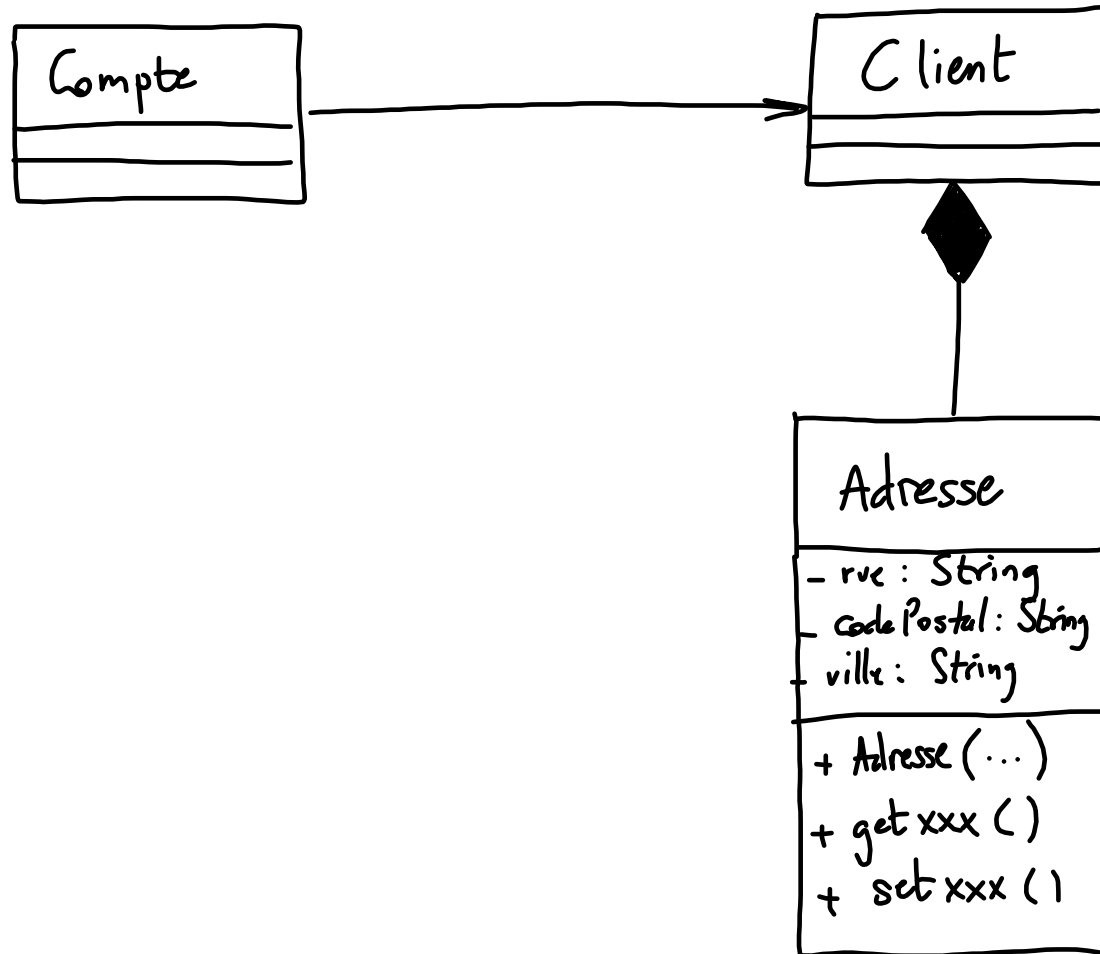 Compte
Client
Adresse
- rue : String
- codePostal : String
- ville : String
+ Adresse (...)
+ getxxx ()
+ setxxx ()